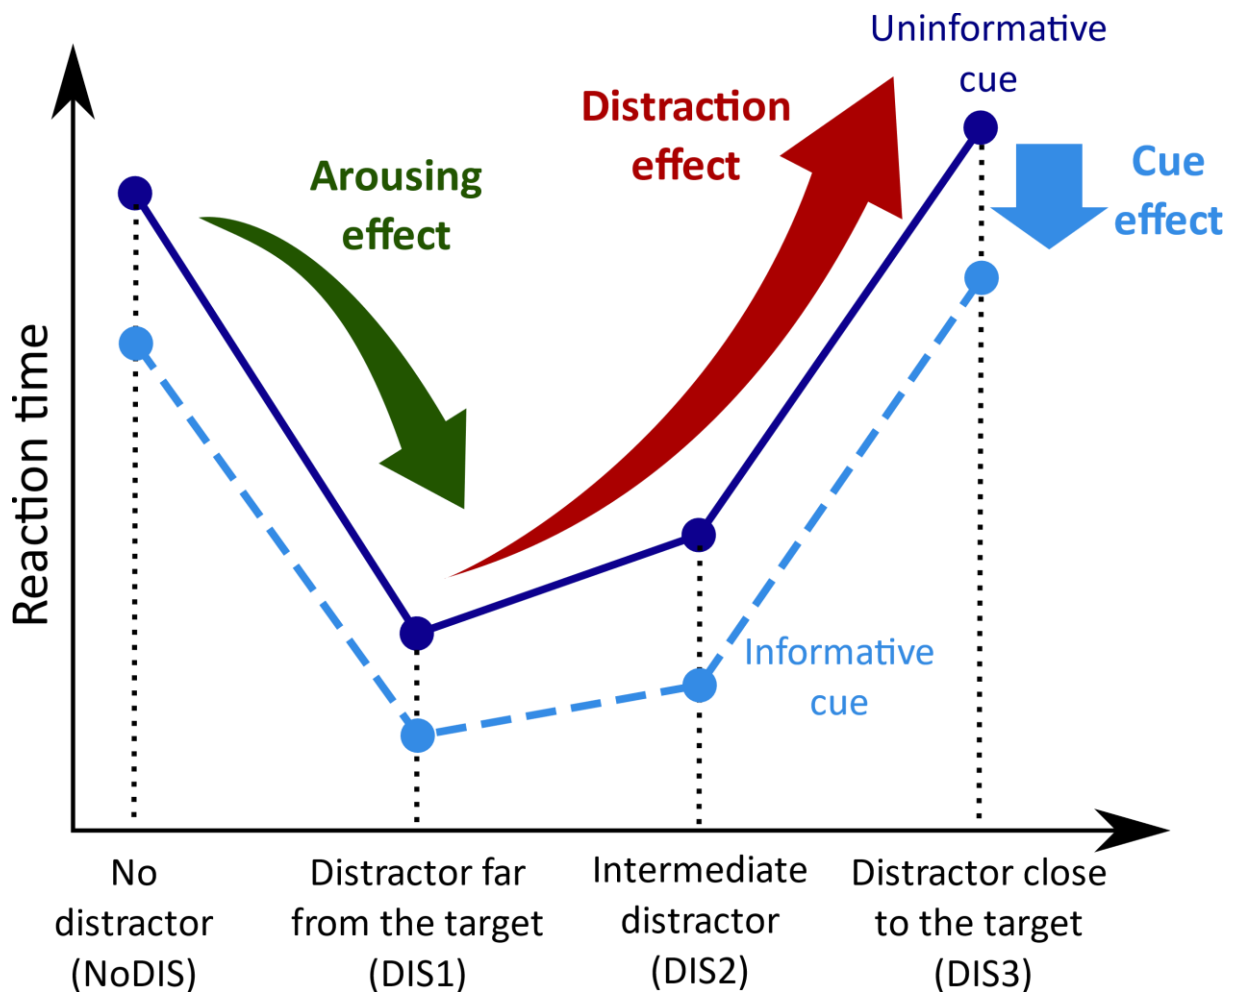 Uninformative
cue
Distraction
effect
Arousing
effect
Cue
effect
Reaction time
Informative
cue
No
distractor
(NoDIS)
Distractor far
from the target
(DIS1)
Intermediate
distractor
(DIS2)
Distractor close
to the target
(DIS3)